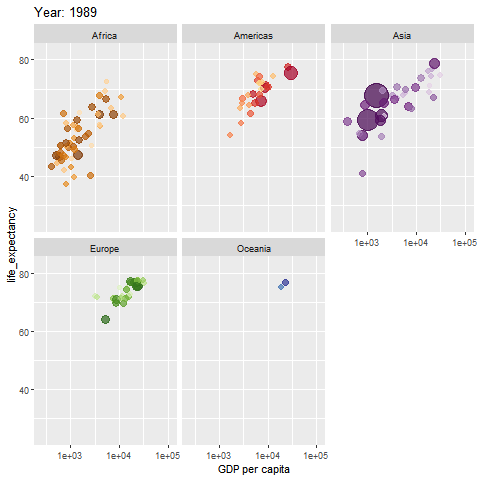 Year: 1989
Africa
Americas
Asia
80
60
40
1e+03
1e+04
1e+05
life_expectancy
Europe
Oceania
80
60
40
1e+03
1e+04
1e+05
1e+03
1e+04
1e+05
GDP per capita